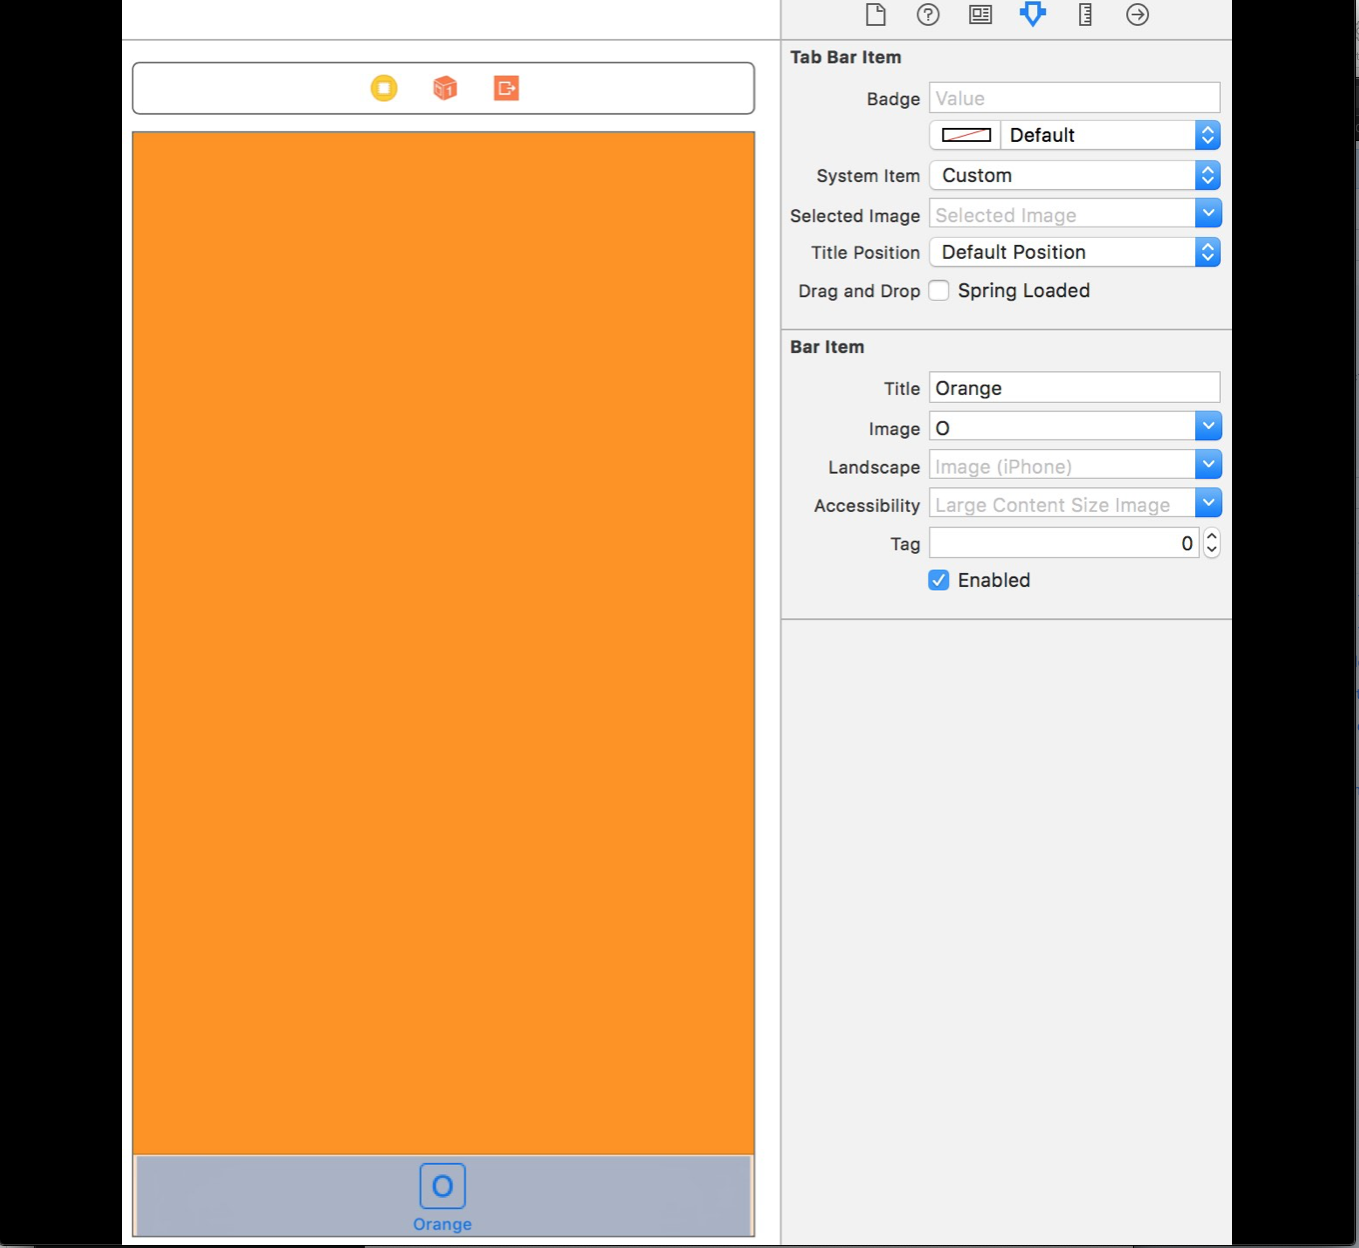 Tab Bar Item
Badge Value
Default
System Item Custom
Selected Image Selected Image
Title Position Default Position
Drag and Drop Spring Loaded
Bar Item
Title Orange
Image O
Landscape Image (iPhone)
Accessibility Large Content Size Image
Tag 0
Enabled
O
Orange